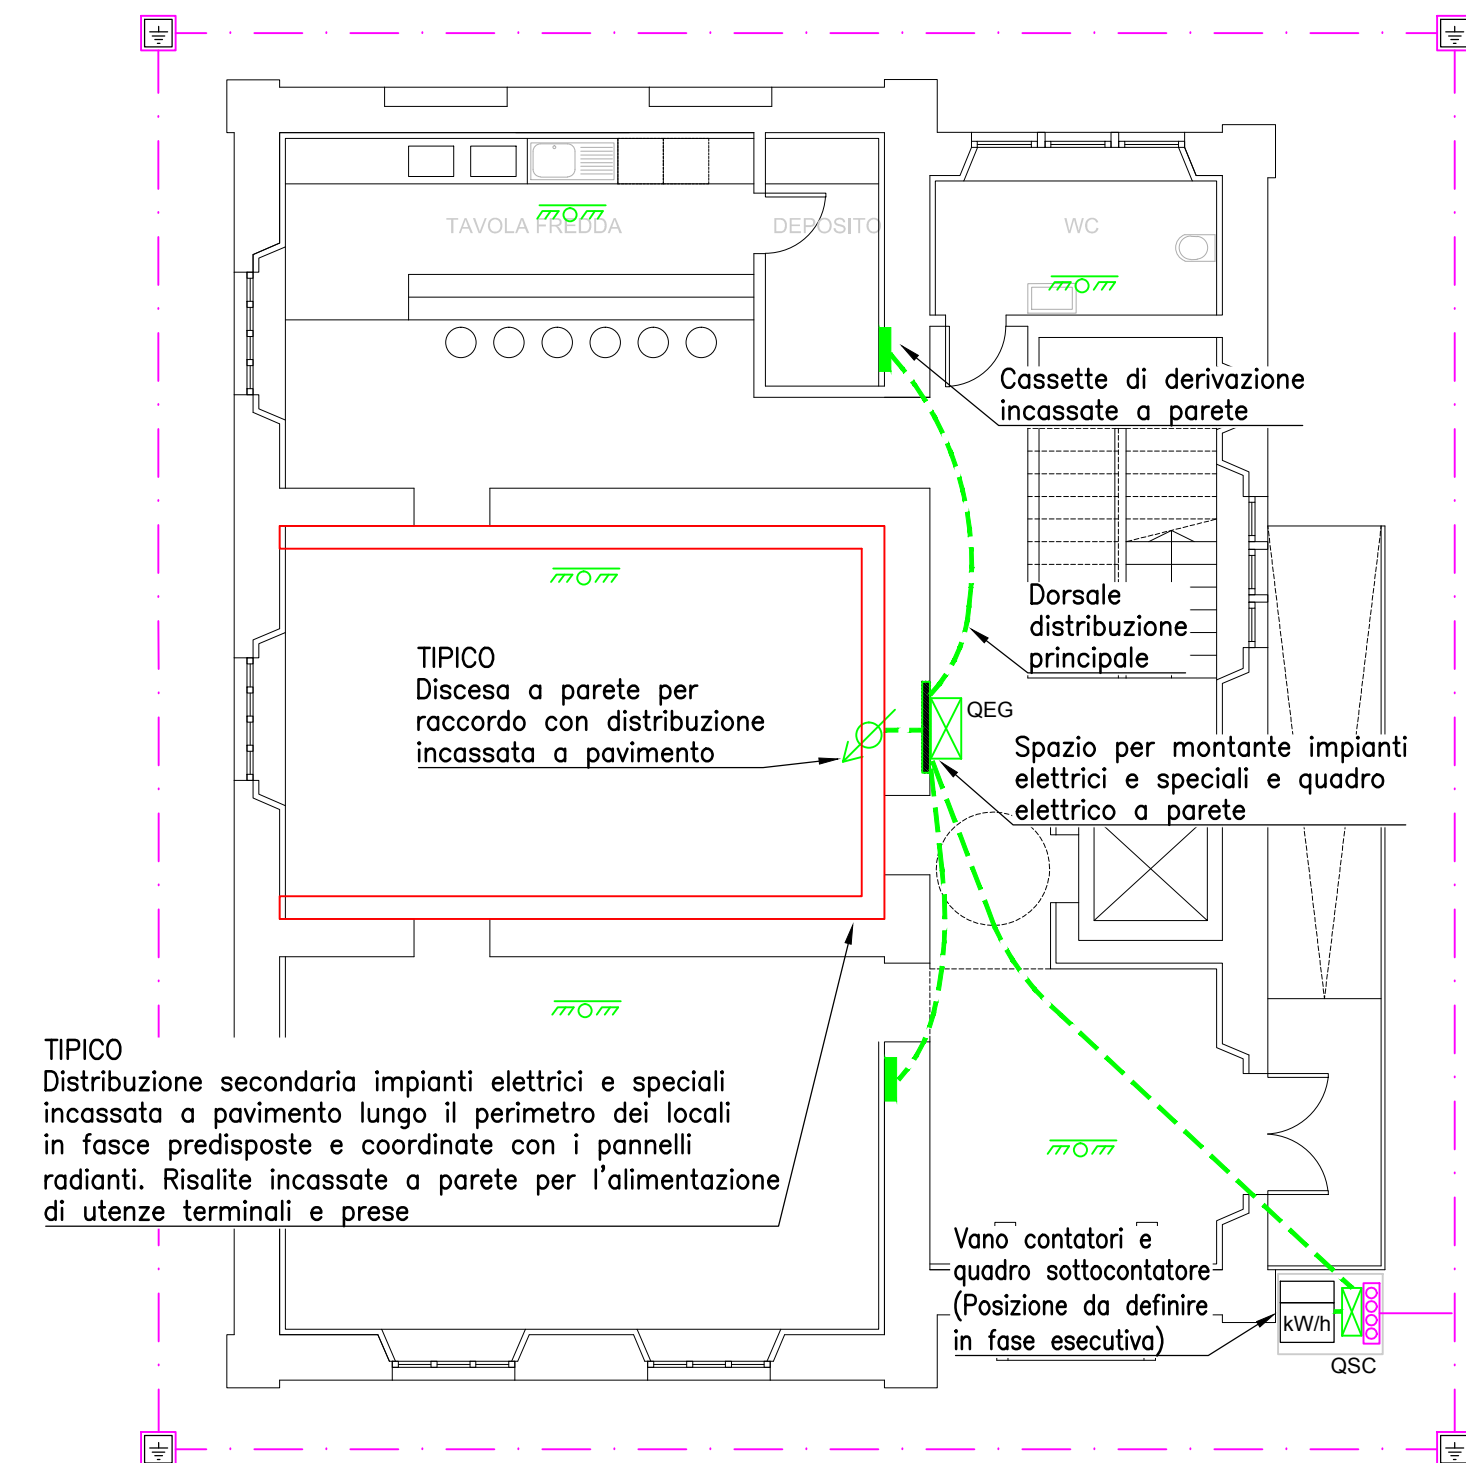 TAVOLA FREDDA
DEPOSITO
WC
Cassette di derivazione
incassate a parete
Dorsale
distribuzione
principale
TIPICO
Discesa a parete per
raccordo con distribuzione
incassata a pavimento
QEG
Spazio per montante impianti
elettrici e speciali e quadro
elettrico a parete
TIPICO
Distribuzione secondaria impianti elettrici e speciali
incassata a pavimento lungo il perimetro dei locali
in fasce predisposte e coordinate con i pannelli
radianti. Risalite incassate a parete per l'alimentazione
di utenze terminali e prese
Vano contatori e
quadro sottocontatore
(Posizione da definire
in fase esecutiva)
kW/h
QSC